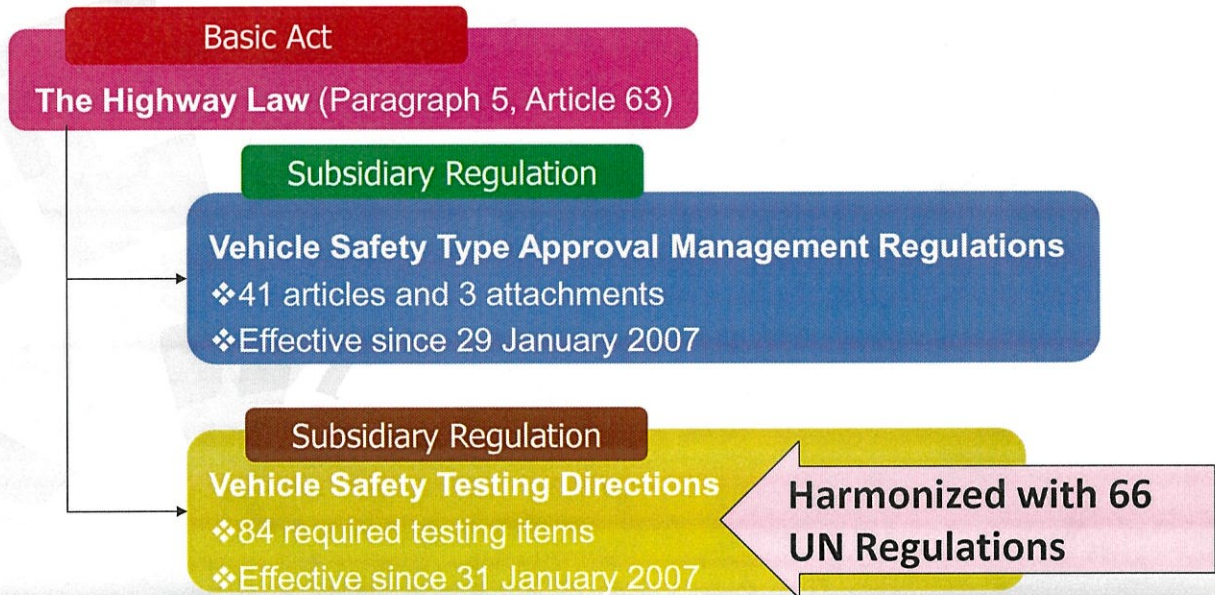 Basic Act
The Highway Law (Paragraph 5, Article 63)
Subsidiary Regulation
Vehicle Safety Type Approval Management Regulations
❖41 articles and 3 attachments
❖Effective since 29 January 2007
Subsidiary Regulation
Vehicle Safety Testing Directions
❖84 required testing items
❖Effective since 31 January 2007
Harmonized with 66
UN Regulations